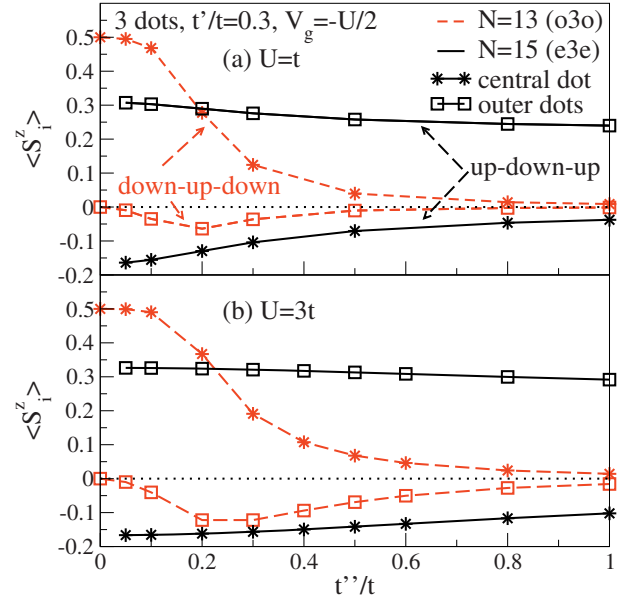 3 dots, t'/t=0.3, V_g=-U/2
N=13 (o3o)
(a) U=t
N=15 (e3e)
central dot
outer dots
down-up-down
up-down-up
<S^z_i>
0.5
0.4
0.3
0.2
0.1
0
-0.1
-0.2
(b) U=3t
<S^z_i>
0.5
0.4
0.3
0.2
0.1
0
-0.1
-0.2
0
0.2
0.4
0.6
0.8
1
t''/t